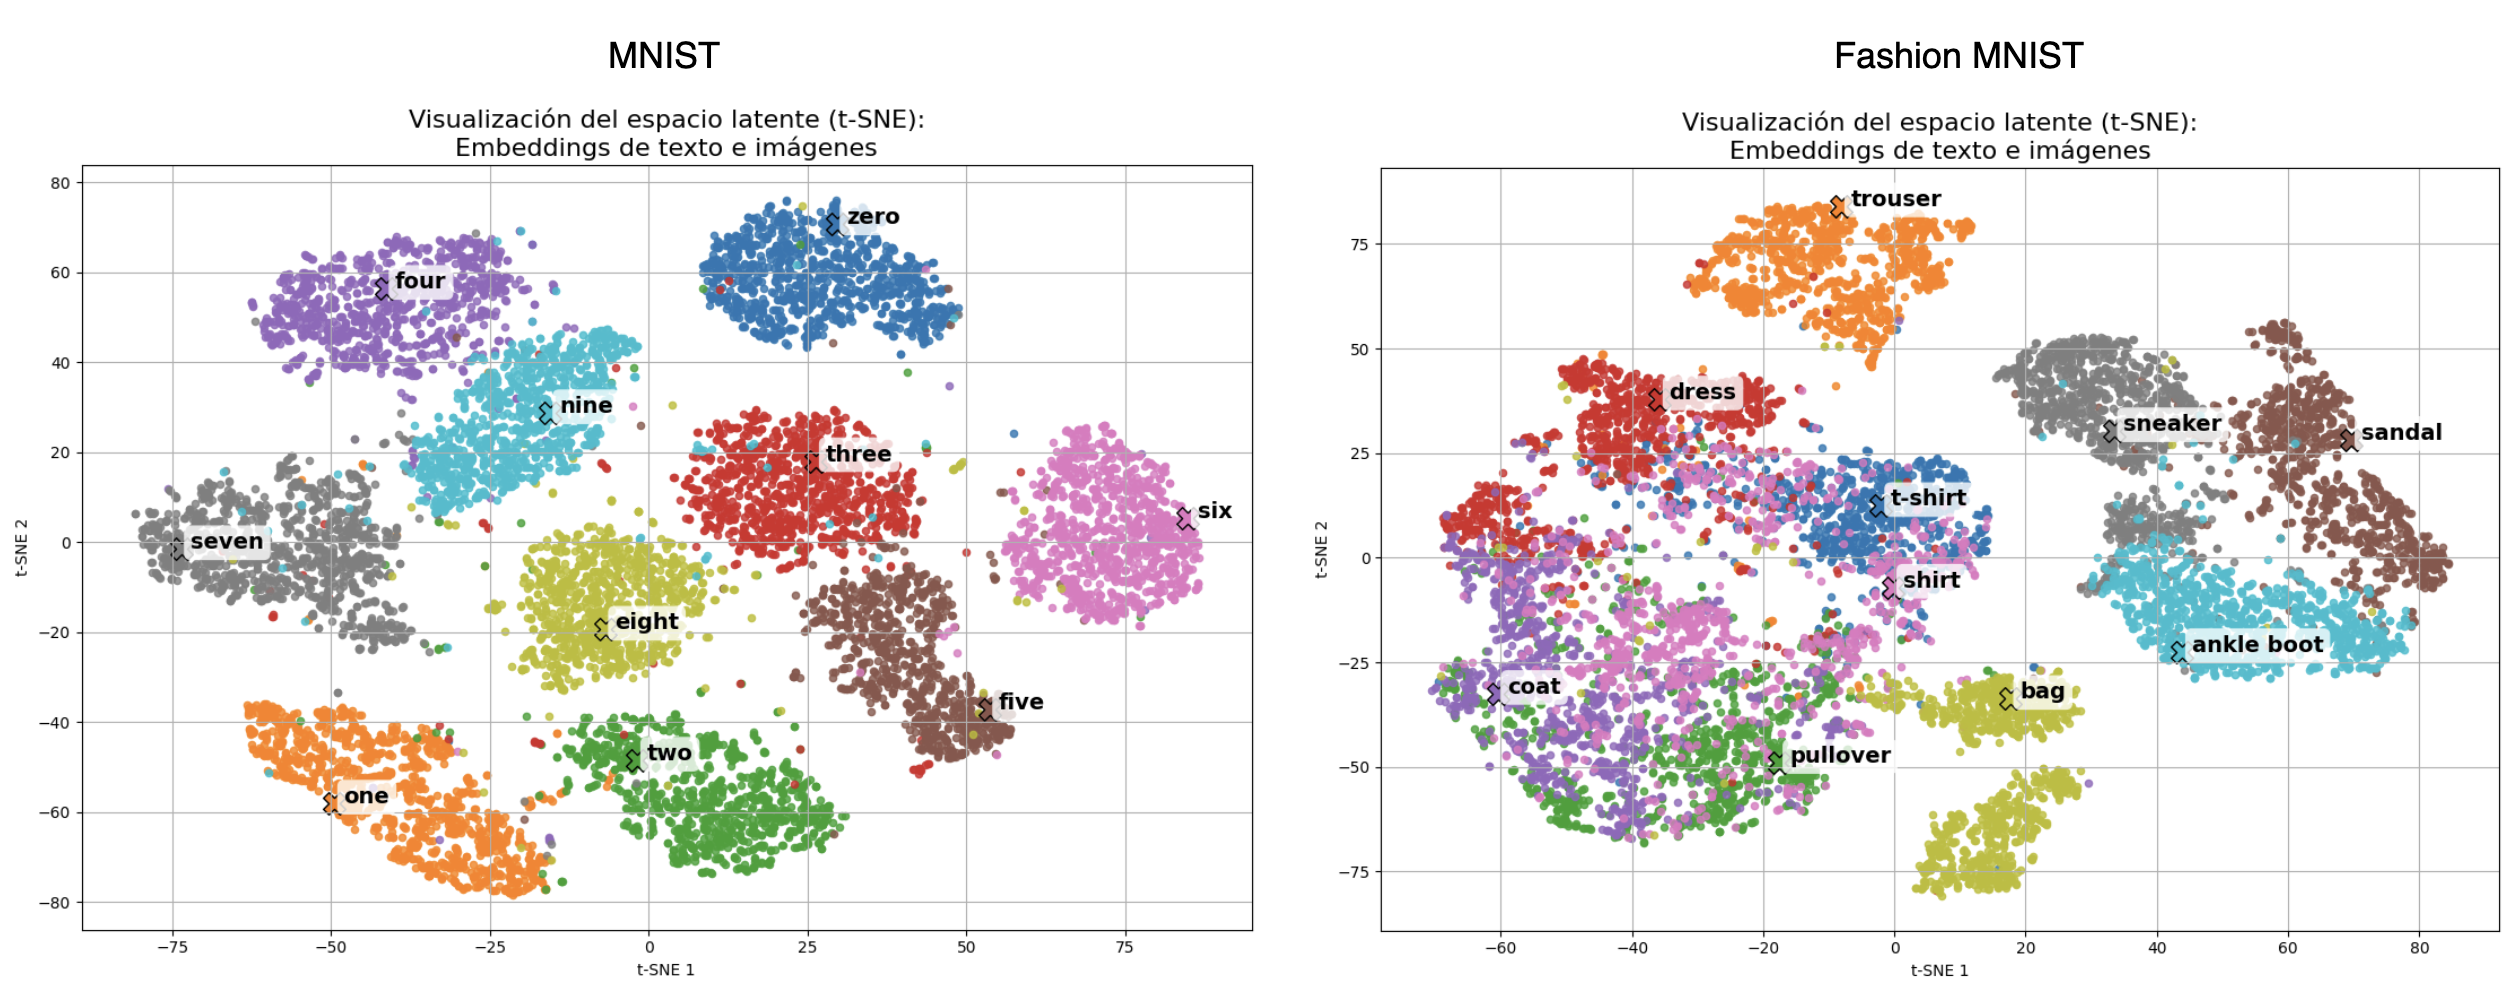 MNIST
Visualización del espacio latente (t-SNE):
Embeddings de texto e imágenes
80
60
40
20
0
−20
−40
−60
−80
t-SNE 2
zero
four
nine
three
six
seven
eight
five
two
one
−75
−50
−25
0
25
50
75
t-SNE 1
Fashion MNIST
Visualización del espacio latente (t-SNE):
Embeddings de texto e imágenes
75
50
25
0
−25
−50
−75
t-SNE 2
trouser
dress
sneaker
sandal
t-shirt
shirt
ankle boot
coat
bag
pullover
−60
−40
−20
0
20
40
60
80
t-SNE 1